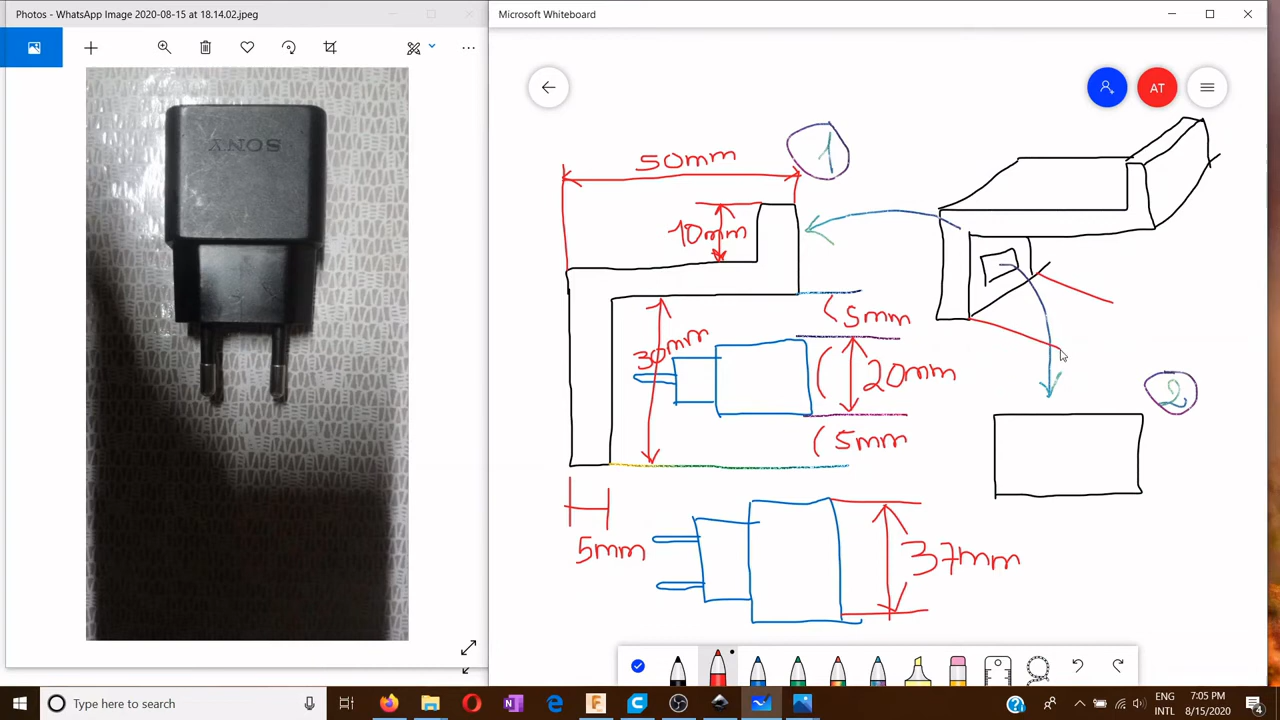 Photos - WhatsApp Image 2020-08-15 at 18.14.02.jpeg
Microsoft Whiteboard
AT
SONY
50mm
1
10mm
30mm
5mm
20mm
5mm
5mm
37mm
2
Type here to search
ENG
INTL
7:05 PM
8/15/2020
4